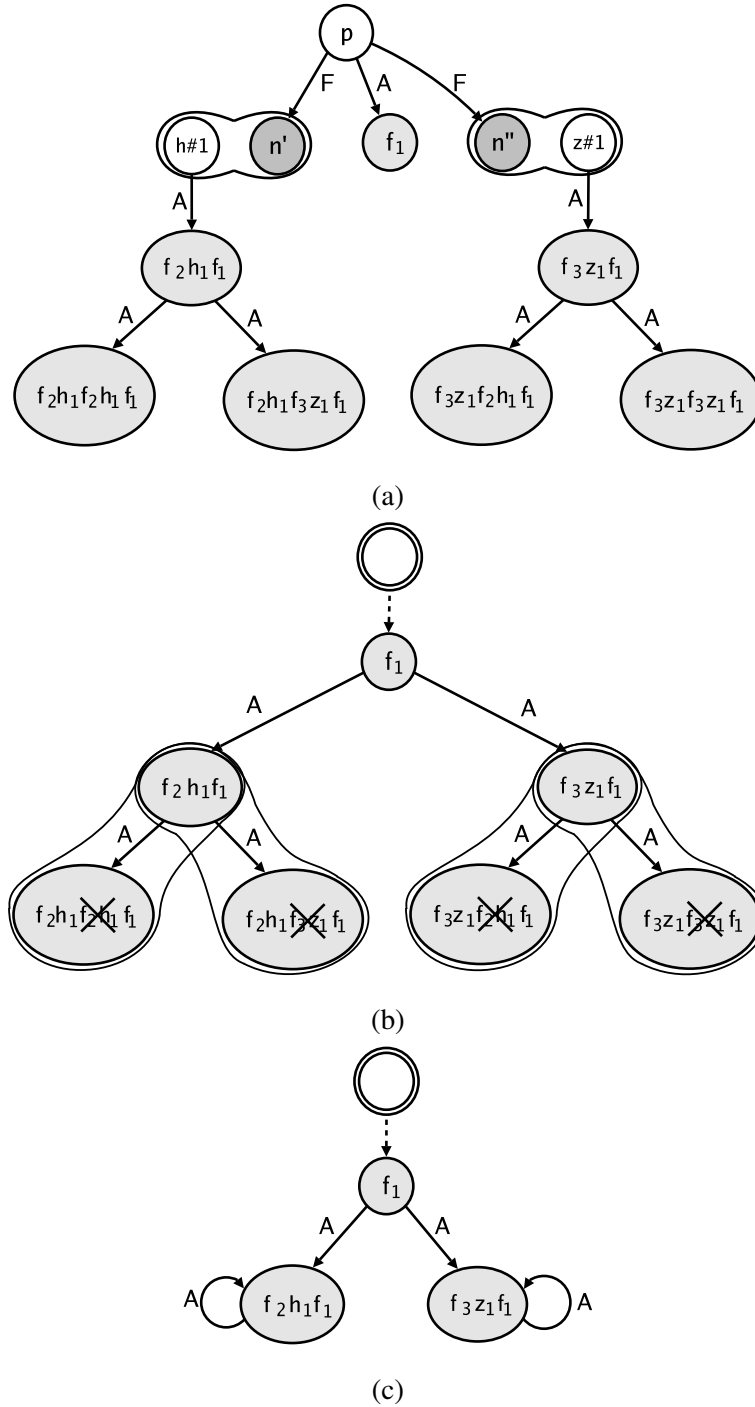 p
F A F
h#1 n' f₁ n" z#1
A A
f₂h₁f₁ f₃z₁f₁
A A A A
f₂h₁f₂h₁f₁ f₂h₁f₃z₁f₁ f₃z₁f₂h₁f₁ f₃z₁f₃z₁f₁
(a)
f₁
A A
f₂h₁f₁ f₃z₁f₁
A A A A
f₂h₁f₂h₁f₁ f₂h₁f₃z₁f₁ f₃z₁f₂h₁f₁ f₃z₁f₃z₁f₁
(b)
f₁
A A
A f₂h₁f₁ f₃z₁f₁ A
(c)